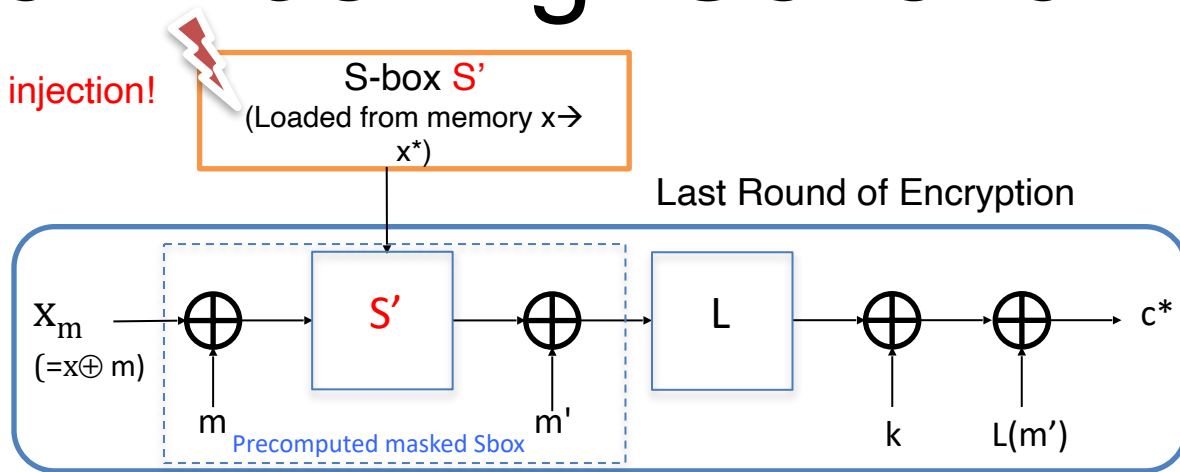 injection!
S-box S’
(Loaded from memory x→
x*)
Last Round of Encryption
X_m
(=x⊕ m)
S’
L
c*
m
m'
k
L(m’)
Precomputed masked Sbox